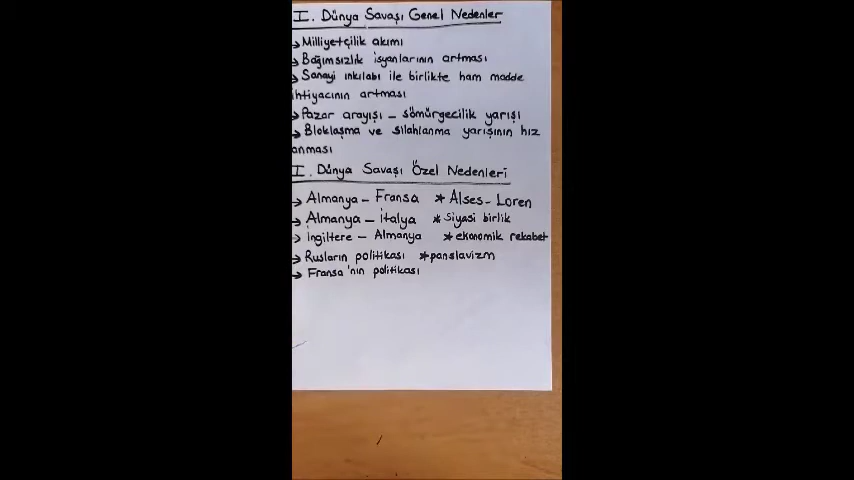 I. Dünya Savaşı Genel Nedenler
→ Milliyetçilik akımı
→ Bağımsızlık isyanlarının artması
→ Sanayi inkılabı ile birlikte ham madde
ihtiyacının artması
→ Pazar arayışı - sömürgecilik yarışı
→ Bloklaşma ve silahlanma yarışının hız
anması
I. Dünya Savaşı Özel Nedenleri
→ Almanya - Fransa * Alses - Loren
→ Almanya - İtalya * siyasi birlik
→ İngiltere - Almanya * ekonomik rekabet
→ Rusların politikası * panslavizm
→ Fransa'nın politikası